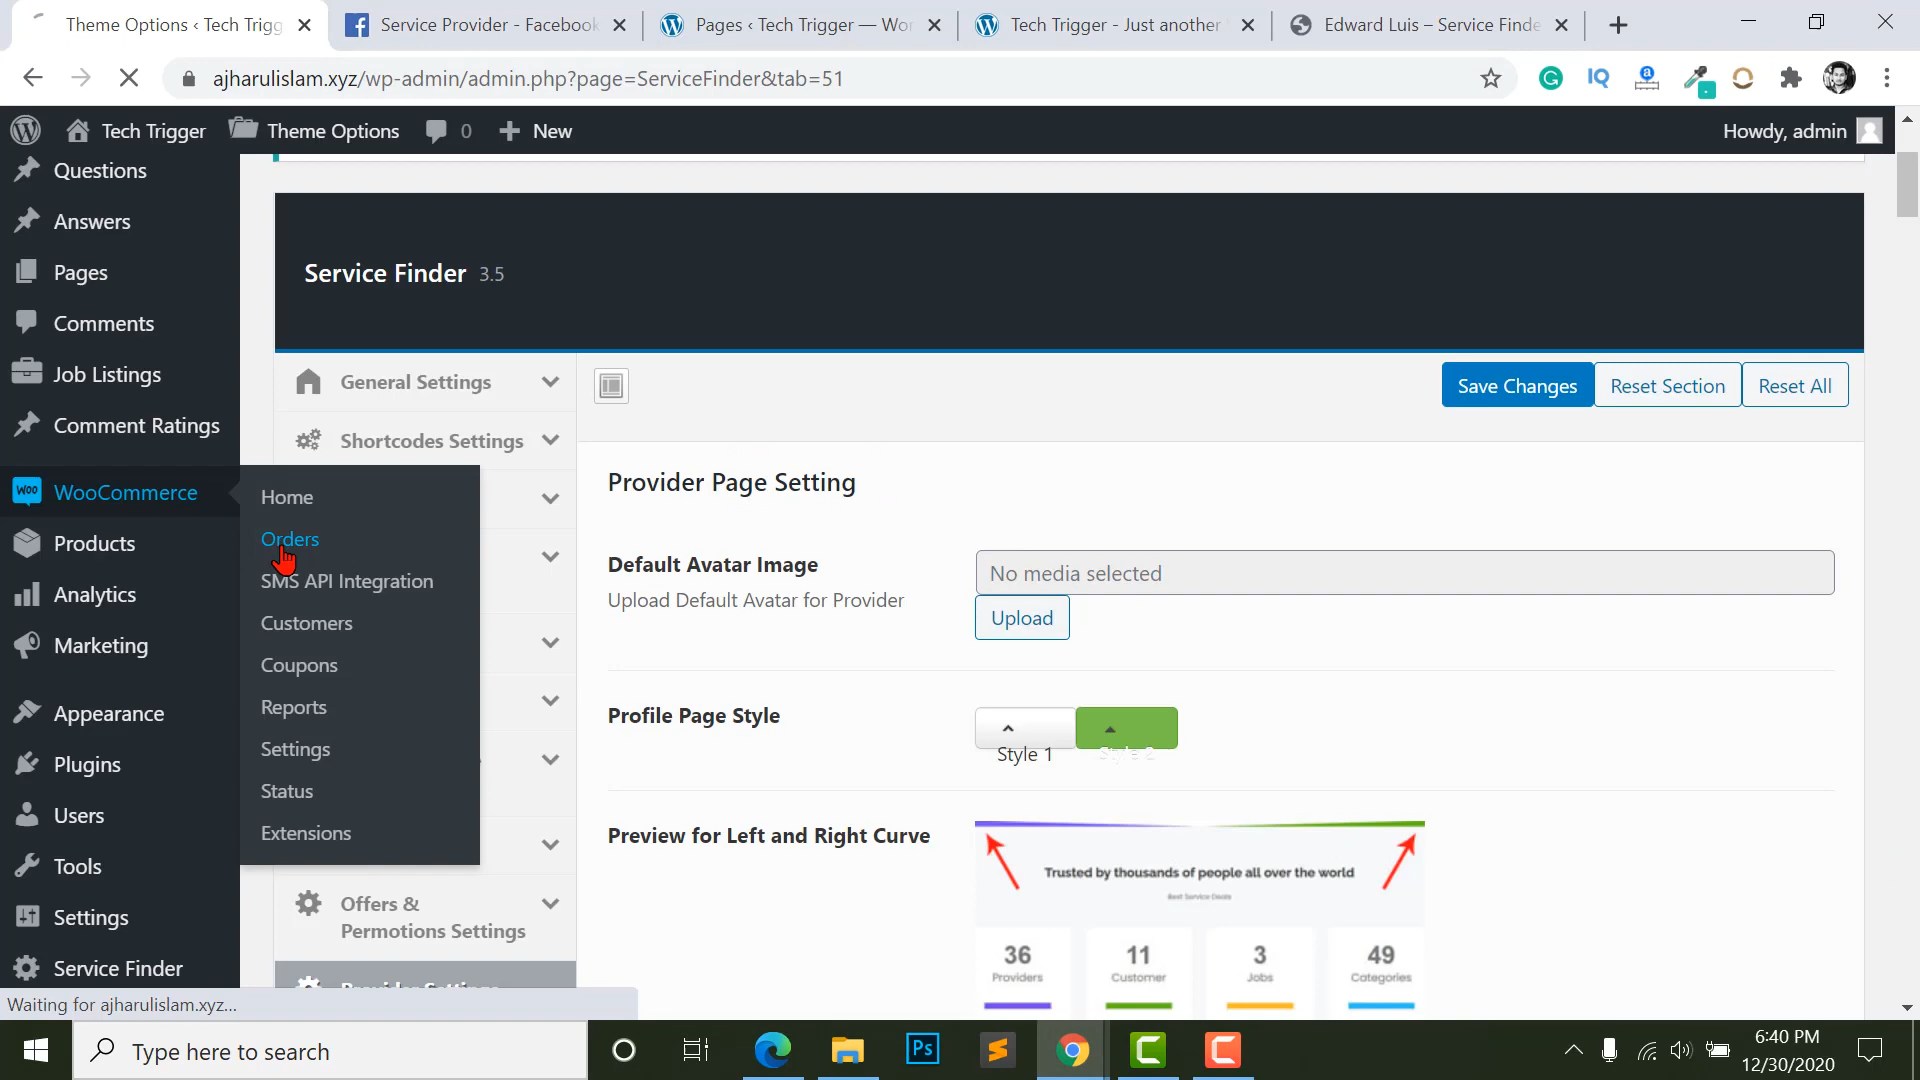 Theme Options ‹ Tech Trigg
Service Provider - Facebook
Pages ‹ Tech Trigger — Wor
Tech Trigger - Just another
Edward Luis – Service Finde
ajharulislam.xyz/wp-admin/admin.php?page=ServiceFinder&tab=51
Tech Trigger
Theme Options
0
New
Howdy, admin
Questions
Answers
Pages
Comments
Job Listings
Comment Ratings
WooCommerce
Products
Analytics
Marketing
Appearance
Plugins
Users
Tools
Settings
Service Finder
Home
Orders
SMS API Integration
Customers
Coupons
Reports
Settings
Status
Extensions
Service Finder 3.5
General Settings
Shortcodes Settings
Offers &
Permotions Settings
Provider Settings
Save Changes
Reset Section
Reset All
Provider Page Setting
Default Avatar Image
Upload Default Avatar for Provider
No media selected
Upload
Profile Page Style
Style 1
Style 2
Preview for Left and Right Curve
Trusted by thousands of people all over the world
Best Service Deals
36
Providers
11
Customer
3
Jobs
49
Categories
Waiting for ajharulislam.xyz...
Type here to search
Ps
6:40 PM
12/30/2020